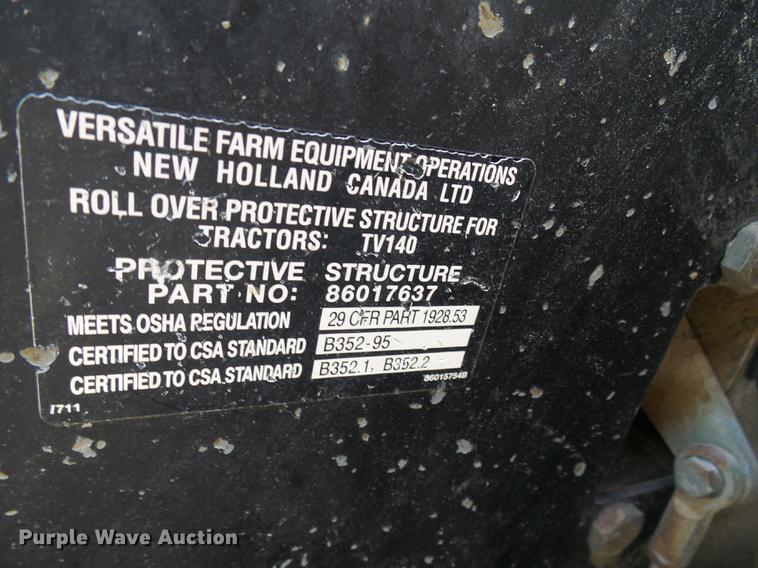 VERSATILE FARM EQUIPMENT OPERATIONS
NEW HOLLAND CANADA LTD
ROLL OVER PROTECTIVE STRUCTURE FOR
TRACTORS: TV140
PROTECTIVE STRUCTURE
PART NO: 86017637
MEETS OSHA REGULATION 29 CFR PART 1928.53
CERTIFIED TO CSA STANDARD B352-95
CERTIFIED TO CSA STANDARD B352.1, B352.2
I711 86015754B
Purple Wave Auction